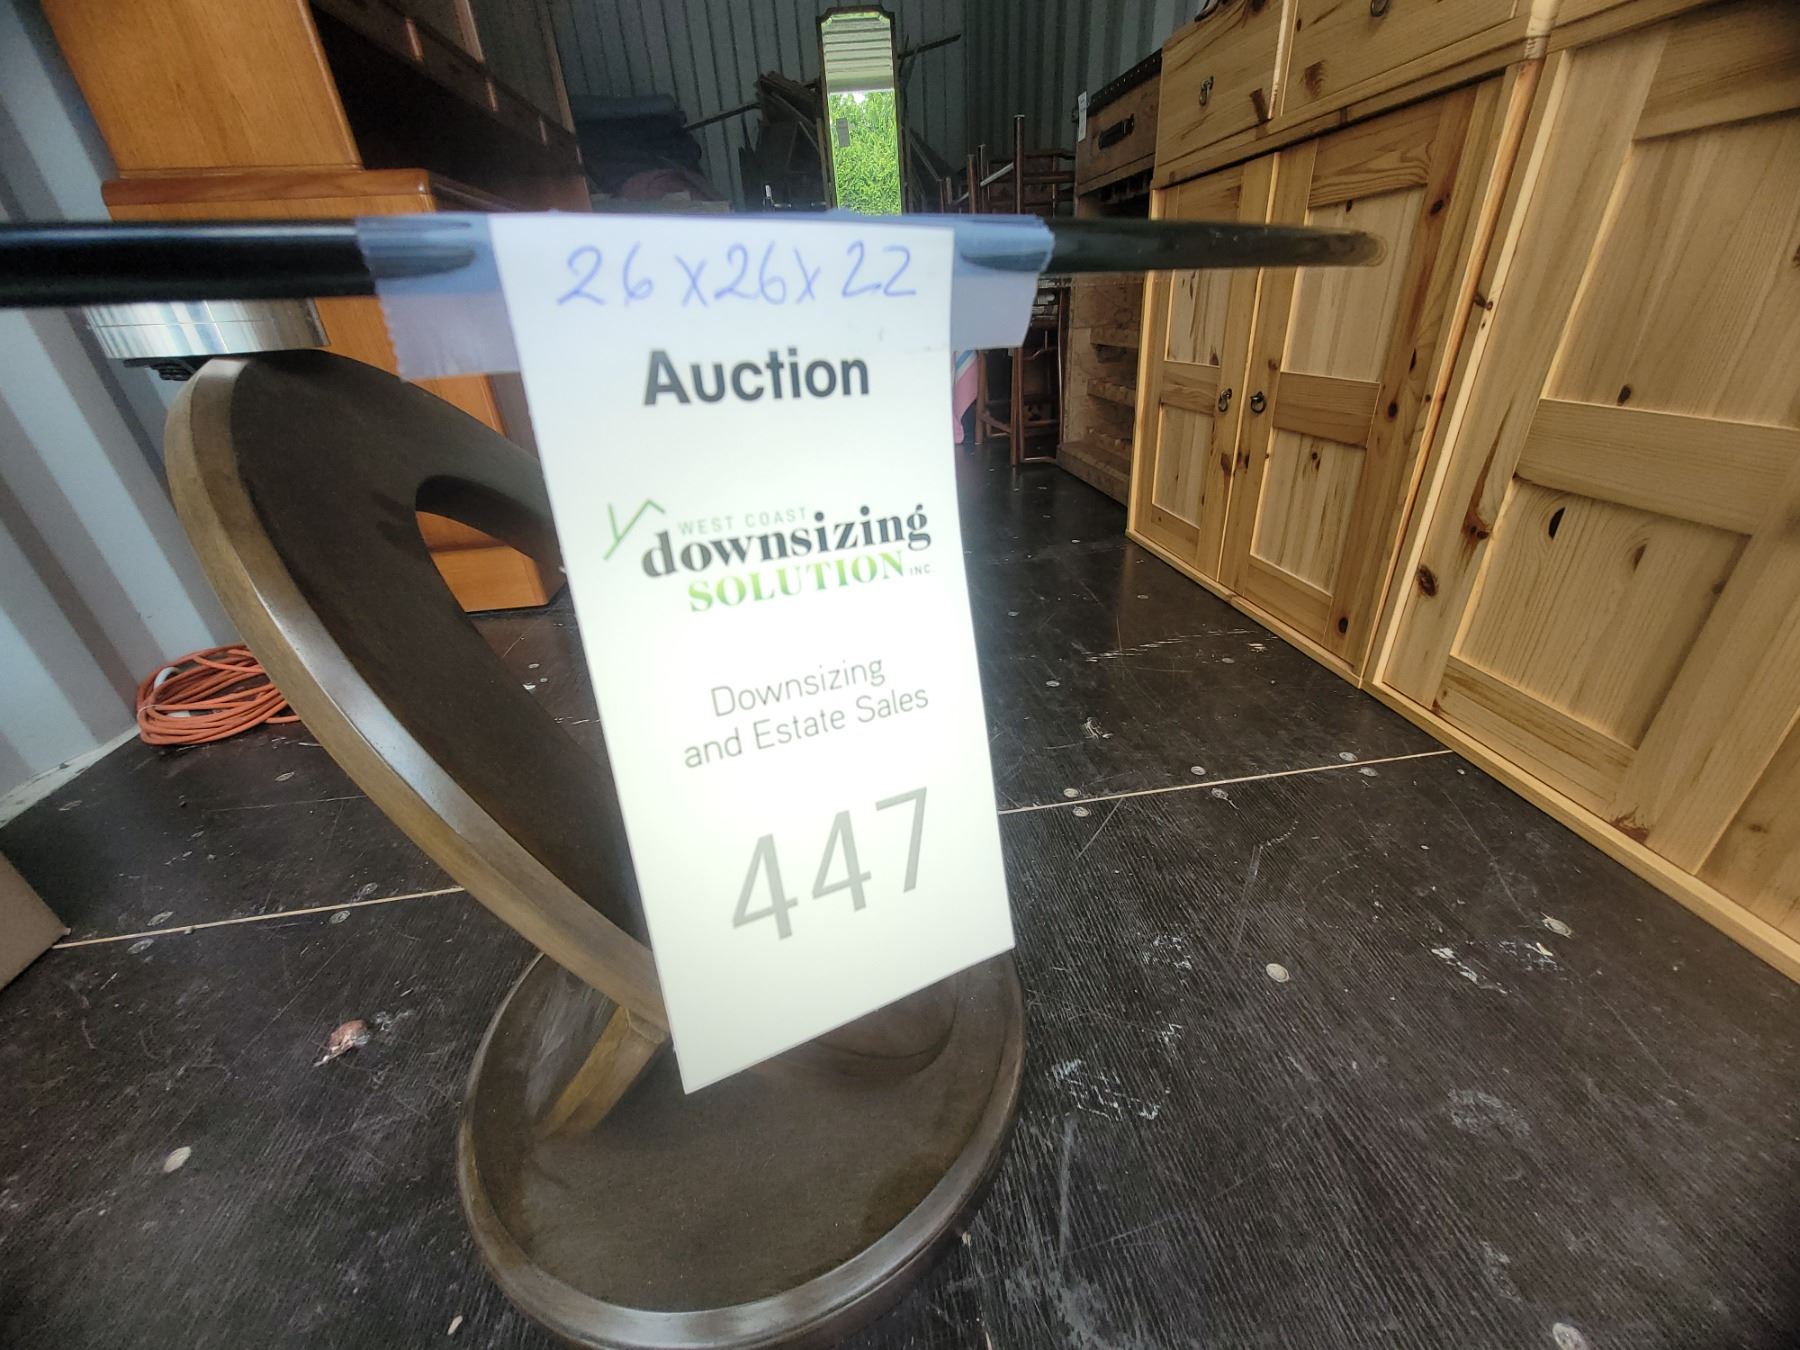 26 x 26 x 22
Auction
WEST COAST
downsizing
SOLUTION INC.
Downsizing
and Estate Sales
447